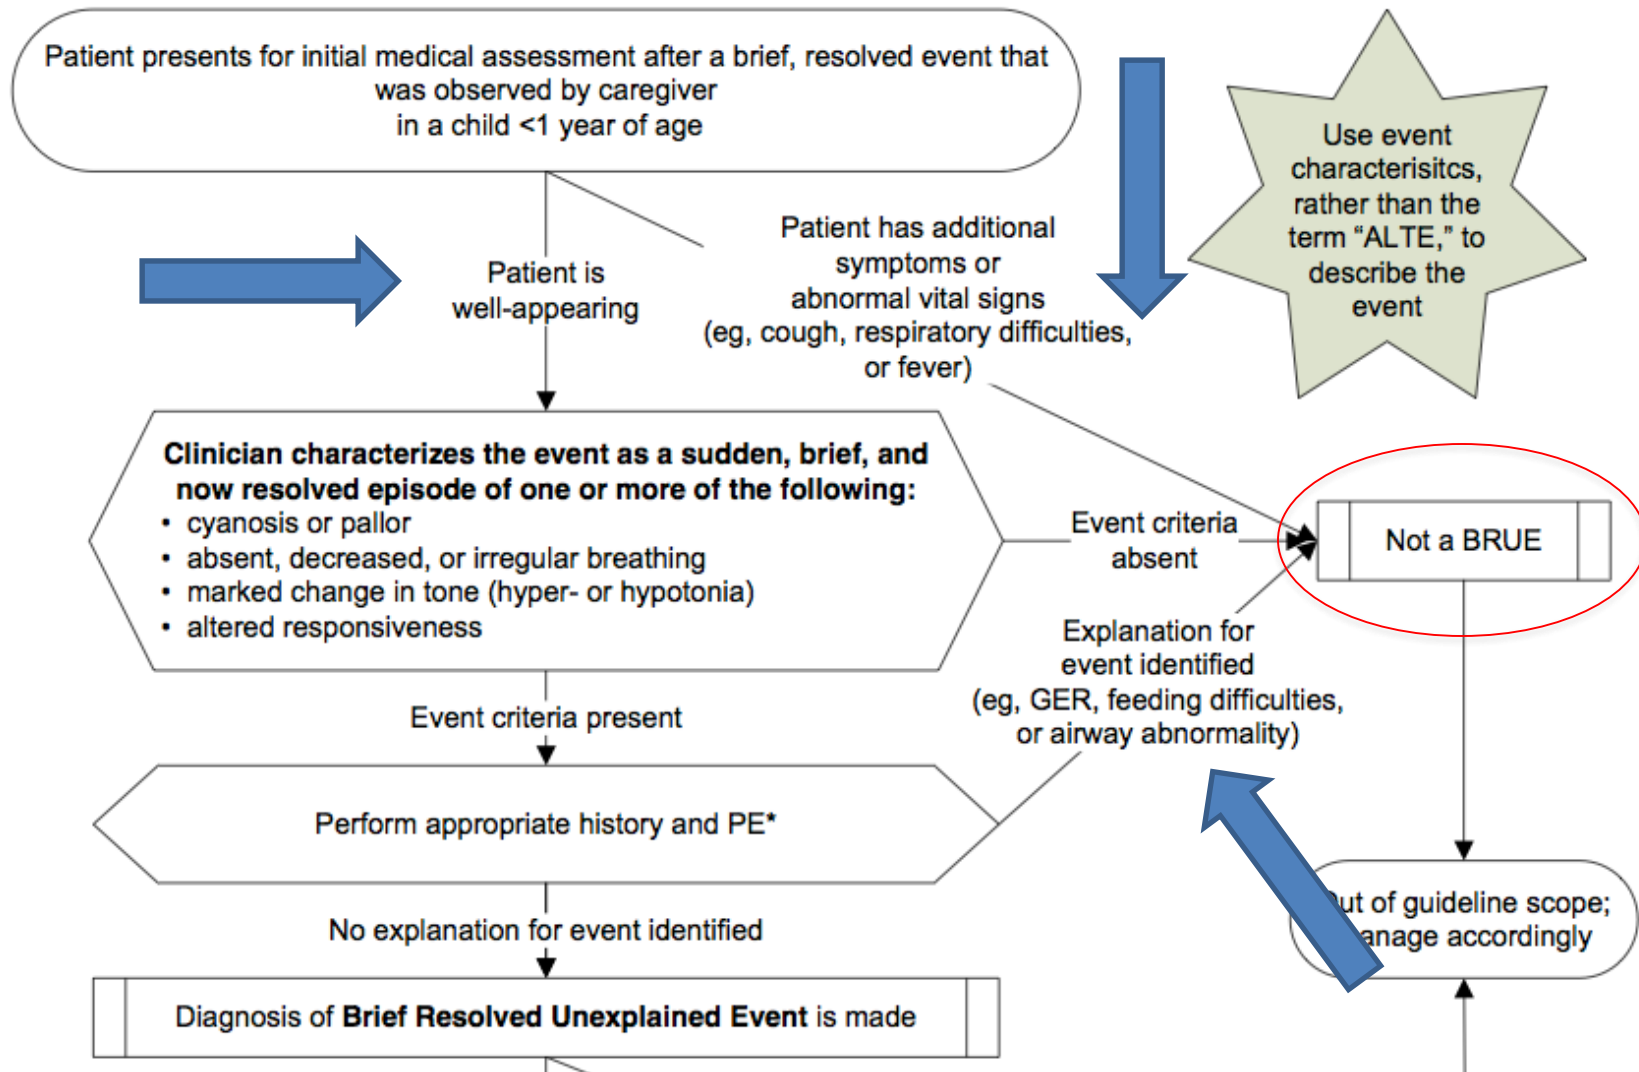 Patient presents for initial medical assessment after a brief, resolved event that
was observed by caregiver
in a child <1 year of age
Use event
characterisitcs,
rather than the
term “ALTE,” to
describe the
event
Patient has additional
symptoms or
abnormal vital signs
(eg, cough, respiratory difficulties,
or fever)
Patient is
well-appearing
Clinician characterizes the event as a sudden, brief, and
now resolved episode of one or more of the following:
• cyanosis or pallor
• absent, decreased, or irregular breathing
• marked change in tone (hyper- or hypotonia)
• altered responsiveness
Event criteria
absent
Not a BRUE
Explanation for
event identified
(eg, GER, feeding difficulties,
or airway abnormality)
Event criteria present
Perform appropriate history and PE*
No explanation for event identified
Out of guideline scope;
manage accordingly
Diagnosis of Brief Resolved Unexplained Event is made